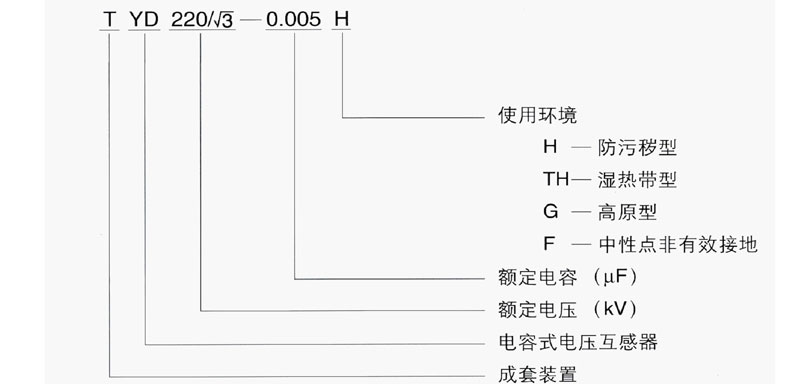 T YD 220/√3 — 0.005 H
使用环境
H — 防污秽型
TH— 湿热带型
G — 高原型
F — 中性点非有效接地
额定电容（μF）
额定电压（kV）
电容式电压互感器
成套装置